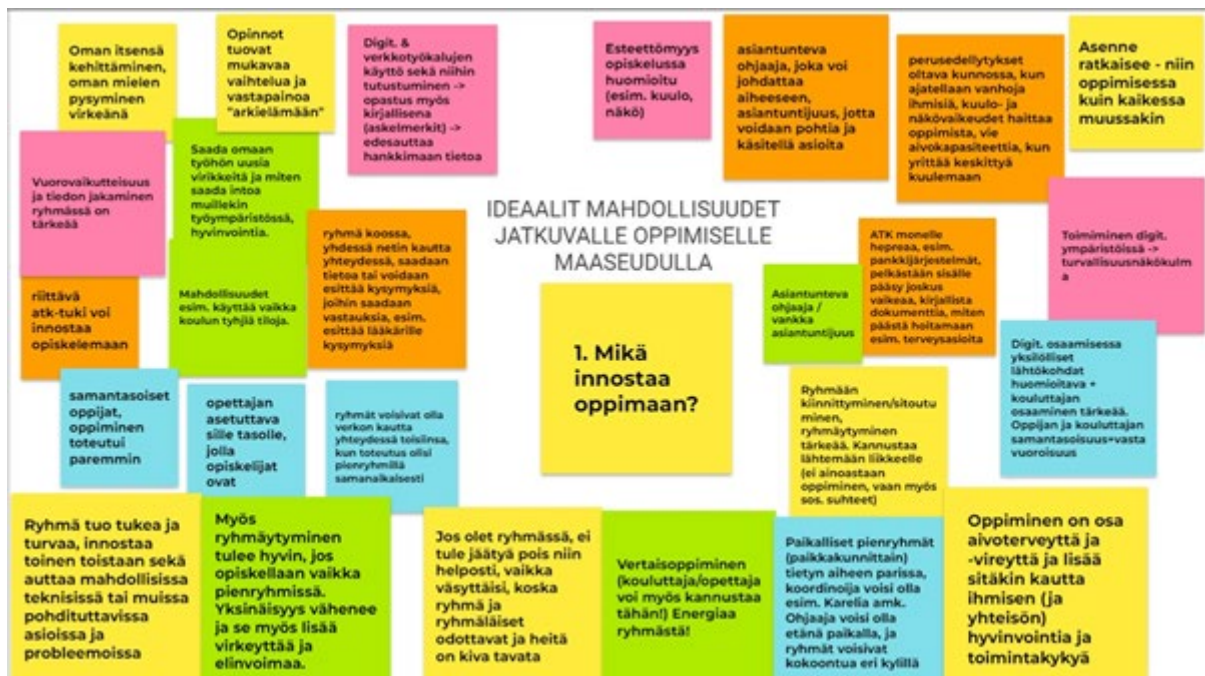 Oman itsensä
kehittäminen,
oman mielen
pysyminen
virkeänä
Opinnot
tuovat
mukavaa
vaihtelua ja
vastapainoa
"arkielämään"
Digit. &
verkkotyökalujen
käyttö sekä niihin
tutustuminen ->
opastus myös
kirjallisena
(askelmerkit) ->
edesauttaa
hankkimaan tietoa
Esteettömyys
opiskelussa
huomioitu
(esim. kuulo,
näkö)
asiantunteva
ohjaaja, joka voi
johdattaa
aiheeseen,
asiantuntijuus, jotta
voidaan pohtia ja
käsitellä asioita
perusedellytykset
oltava kunnossa, kun
ajatellaan vanhoja
ihmisiä, kuulo- ja
näkövaikeudet haittaa
oppimista, vie
aivokapasiteettia, kun
yrittää keskittyä
kuulemaan
Asenne
ratkaisee - niin
oppimisessa
kuin kaikessa
muussakin
Vuorovaikutteisuus
ja tiedon jakaminen
ryhmässä on
tärkeää
Saada omaan
työhön uusia
virikkeitä ja miten
saada intoa
muillekin
työympäristössä,
hyvinvointia.
ryhmä koossa,
yhdessä netin kautta
yhteydessä, saadaan
tietoa tai voidaan
esittää kysymyksiä,
joihin saadaan
vastauksia, esim.
esittää lääkärille
kysymyksiä
IDEAALIT MAHDOLLISUUDET
JATKUVALLE OPPIMISELLE
MAASEUDULLA
ATK monelle
hepreaa, esim.
pankkijärjestelmät,
pelkästään sisälle
pääsy joskus
vaikeaa, kirjallista
dokumenttia, miten
päästä hoitamaan
esim. terveysasioita
Toimiminen digit.
ympäristöissä ->
turvallisuusnäkökulm
a
riittävä
atk-tuki voi
innostaa
opiskelemaan
Mahdollisuudet
esim. käyttää vaikka
koulun tyhjiä tiloja.
1. Mikä
innostaa
oppimaan?
Asiantunteva
ohjaaja /
vankka
asiantuntijuus
Digit. osaamisessa
yksilölliset
lähtökohdat
huomioitava +
kouluttajan
osaaminen tärkeää.
Oppijan ja kouluttajan
samantasoisuus+vasta
vuoroisuus
samantasoiset
oppijat,
oppiminen
toteutui
paremmin
opettajan
asetuttava
sille tasolle,
jolla
opiskelijat
ovat
ryhmät voisivat olla
verkon kautta
yhteydessä toisiinsa,
kun toteutus olisi
pienryhmillä
samanaikaisesti
Ryhmään
kiinnittyminen/sitoutu
minen,
ryhmäytyminen
tärkeää. Kannustaa
lähtemään liikkeelle
(ei ainoastaan
oppiminen, vaan myös
sos. suhteet)
Ryhmä tuo tukea ja
turvaa, innostaa
toinen toistaan sekä
auttaa mahdollisissa
teknisissä tai muissa
pohdituttavissa
asioissa ja
probleemoissa
Myös
ryhmäytyminen
tulee hyvin, jos
opiskellaan vaikka
pienryhmissä.
Yksinäisyys vähenee
ja se myös lisää
virkeyttä ja
elinvoimaa.
Jos olet ryhmässä, ei
tule jäätyä pois niin
helposti, vaikka
väsyttäisi, koska
ryhmä ja
ryhmäläiset
odottavat ja heitä
on kiva tavata
Vertaisoppiminen
(kouluttaja/opettaja
voi myös kannustaa
tähän!) Energiaa
ryhmästä!
Paikalliset pienryhmät
(paikkakunnittain)
tietyn aiheen parissa,
koordinoija voisi olla
esim. Karelia amk.
Ohjaaja voisi olla
etänä paikalla, ja
ryhmät voisivat
kokoontua eri kylillä
Oppiminen on osa
aivoterveyttä ja
-vireyttä ja lisää
sitäkin kautta
ihmisen (ja
yhteisön)
hyvinvointia ja
toimintakykyä